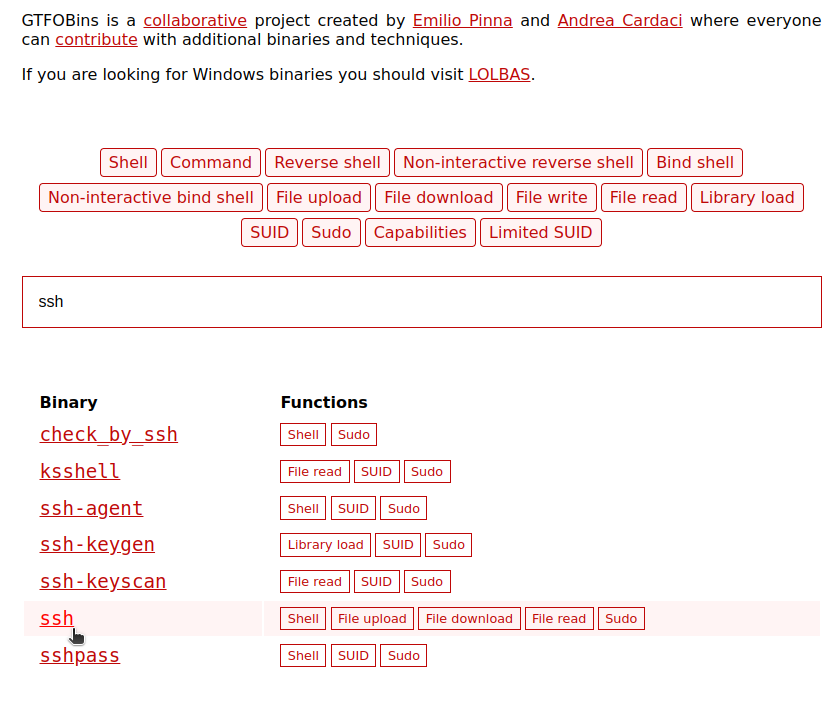 GTFOBins is a collaborative project created by Emilio Pinna and Andrea Cardaci where everyone
can contribute with additional binaries and techniques.
If you are looking for Windows binaries you should visit LOLBAS.
Shell Command Reverse shell Non-interactive reverse shell Bind shell
Non-interactive bind shell File upload File download File write File read Library load
SUID Sudo Capabilities Limited SUID
ssh
Binary Functions
check_by_ssh Shell Sudo
ksshell File read SUID Sudo
ssh-agent Shell SUID Sudo
ssh-keygen Library load SUID Sudo
ssh-keyscan File read SUID Sudo
ssh Shell File upload File download File read Sudo
sshpass Shell SUID Sudo